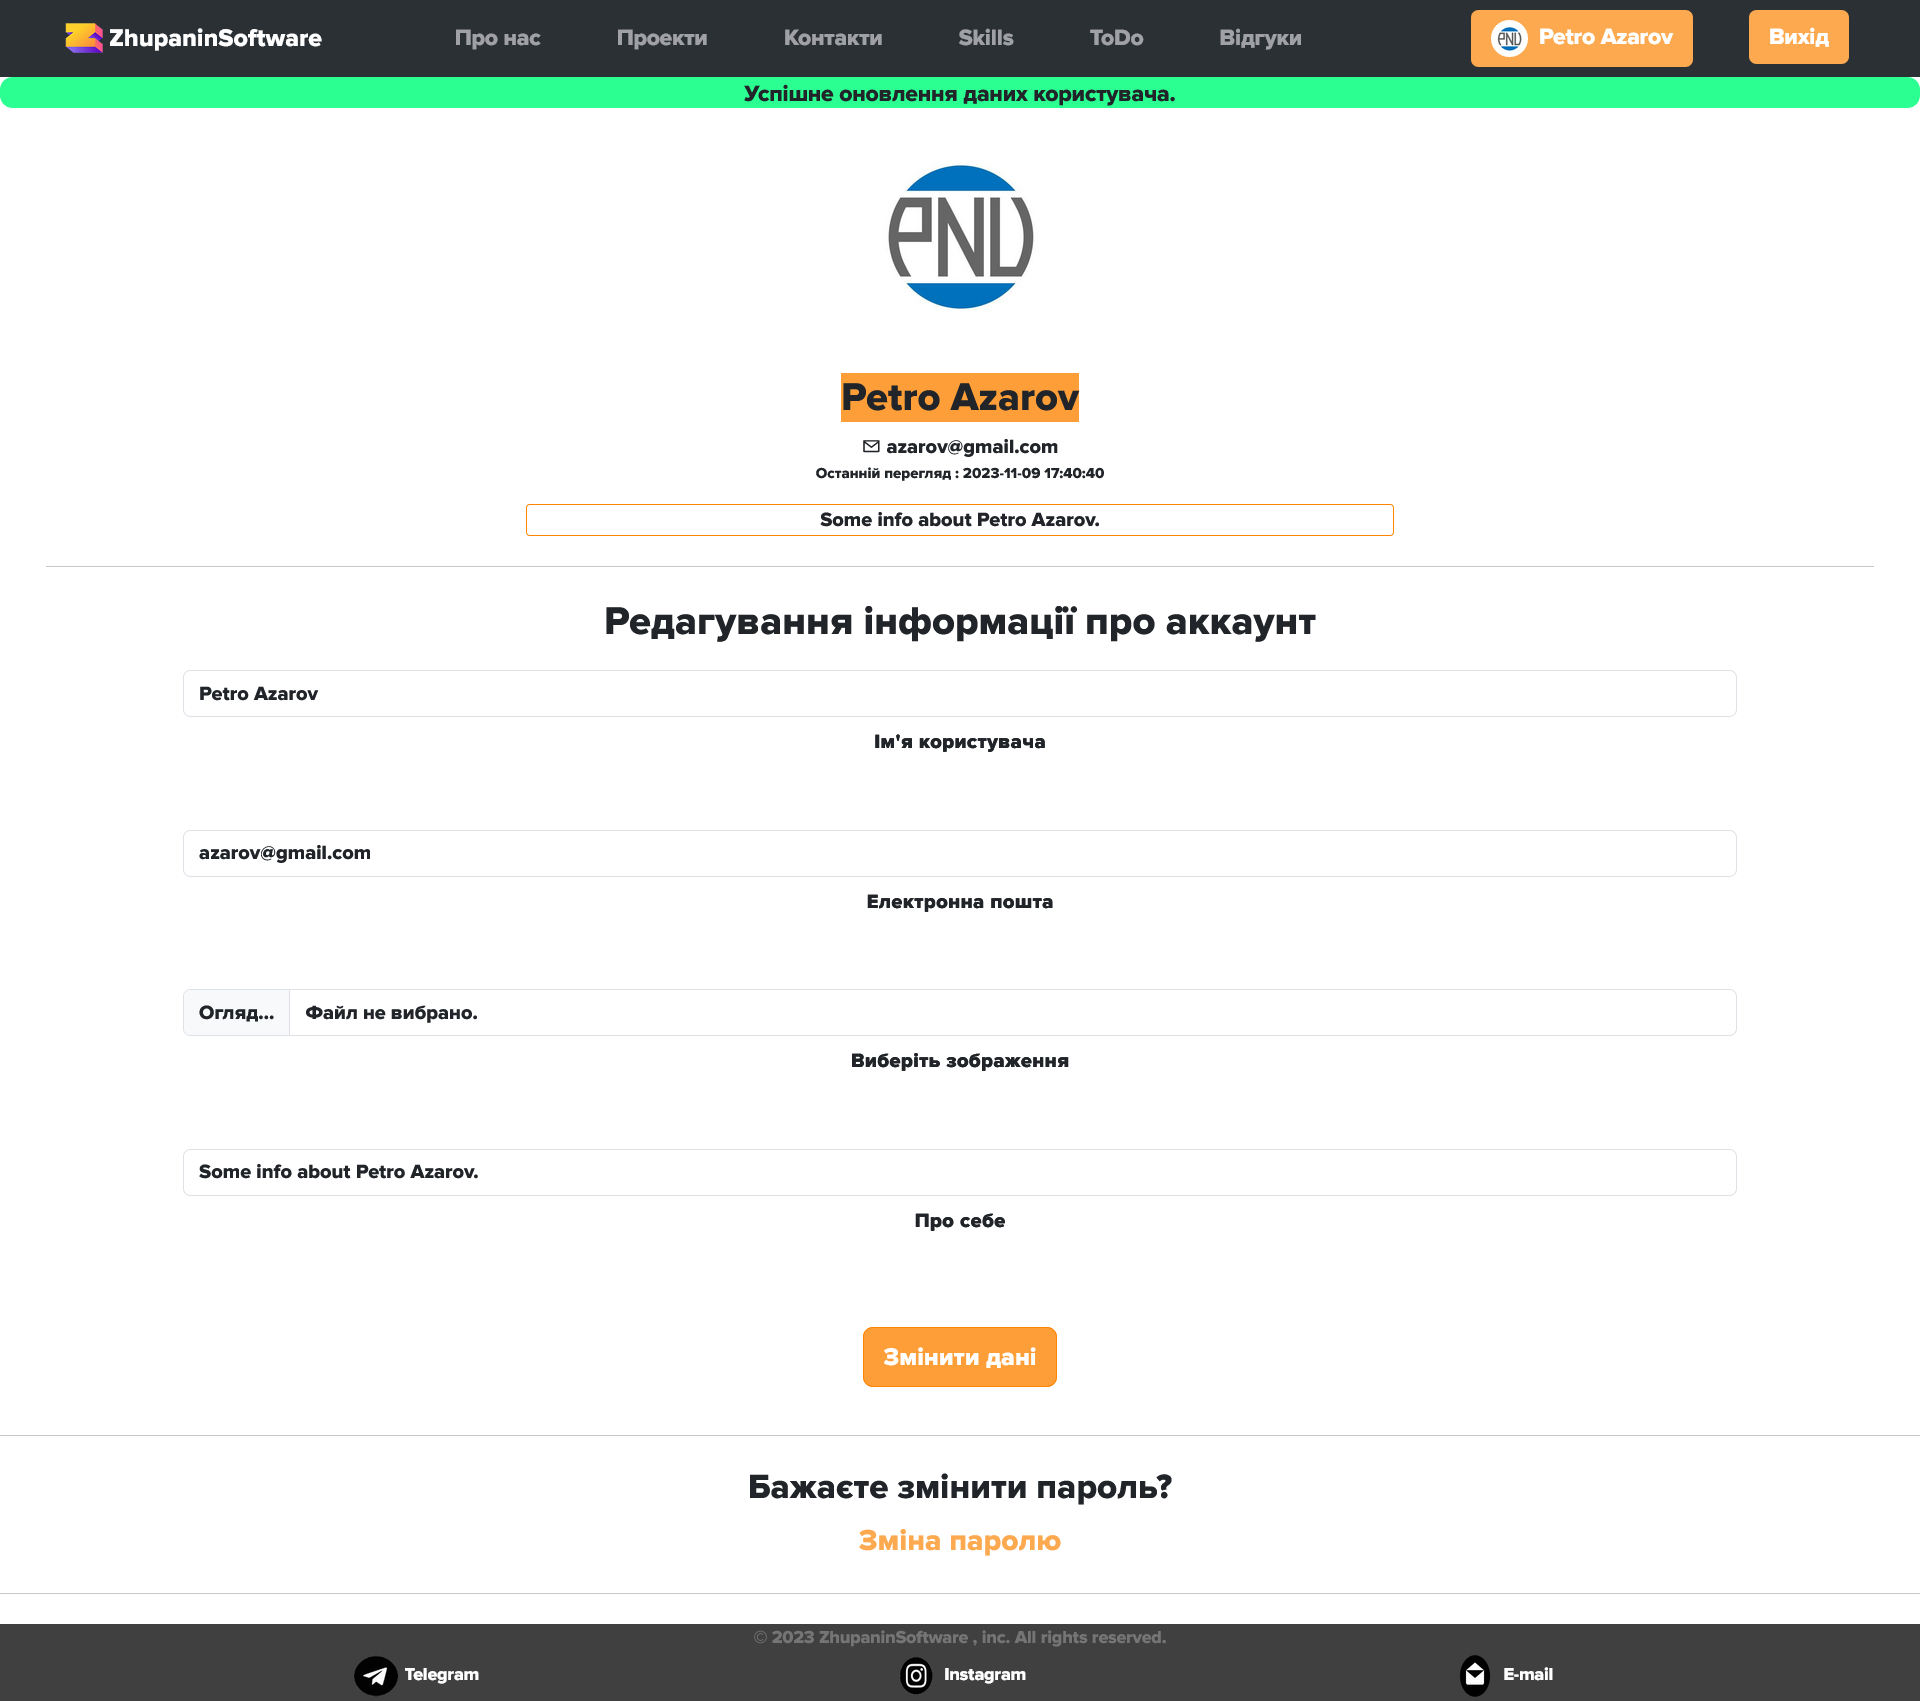 ZhupaninSoftware Про нас Проекти Контакти Skills ToDo Відгуки PNU Petro Azarov Вихід
Успішне оновлення даних користувача.
PNU
Petro Azarov
azarov@gmail.com
Останній перегляд : 2023-11-09 17:40:40
Some info about Petro Azarov.
Редагування інформації про аккаунт
Petro Azarov
Ім'я користувача
azarov@gmail.com
Електронна пошта
Огляд... Файл не вибрано.
Виберіть зображення
Some info about Petro Azarov.
Про себе
Змінити дані
Бажаєте змінити пароль?
Зміна паролю
© 2023 ZhupaninSoftware , inc. All rights reserved.
Telegram Instagram E-mail